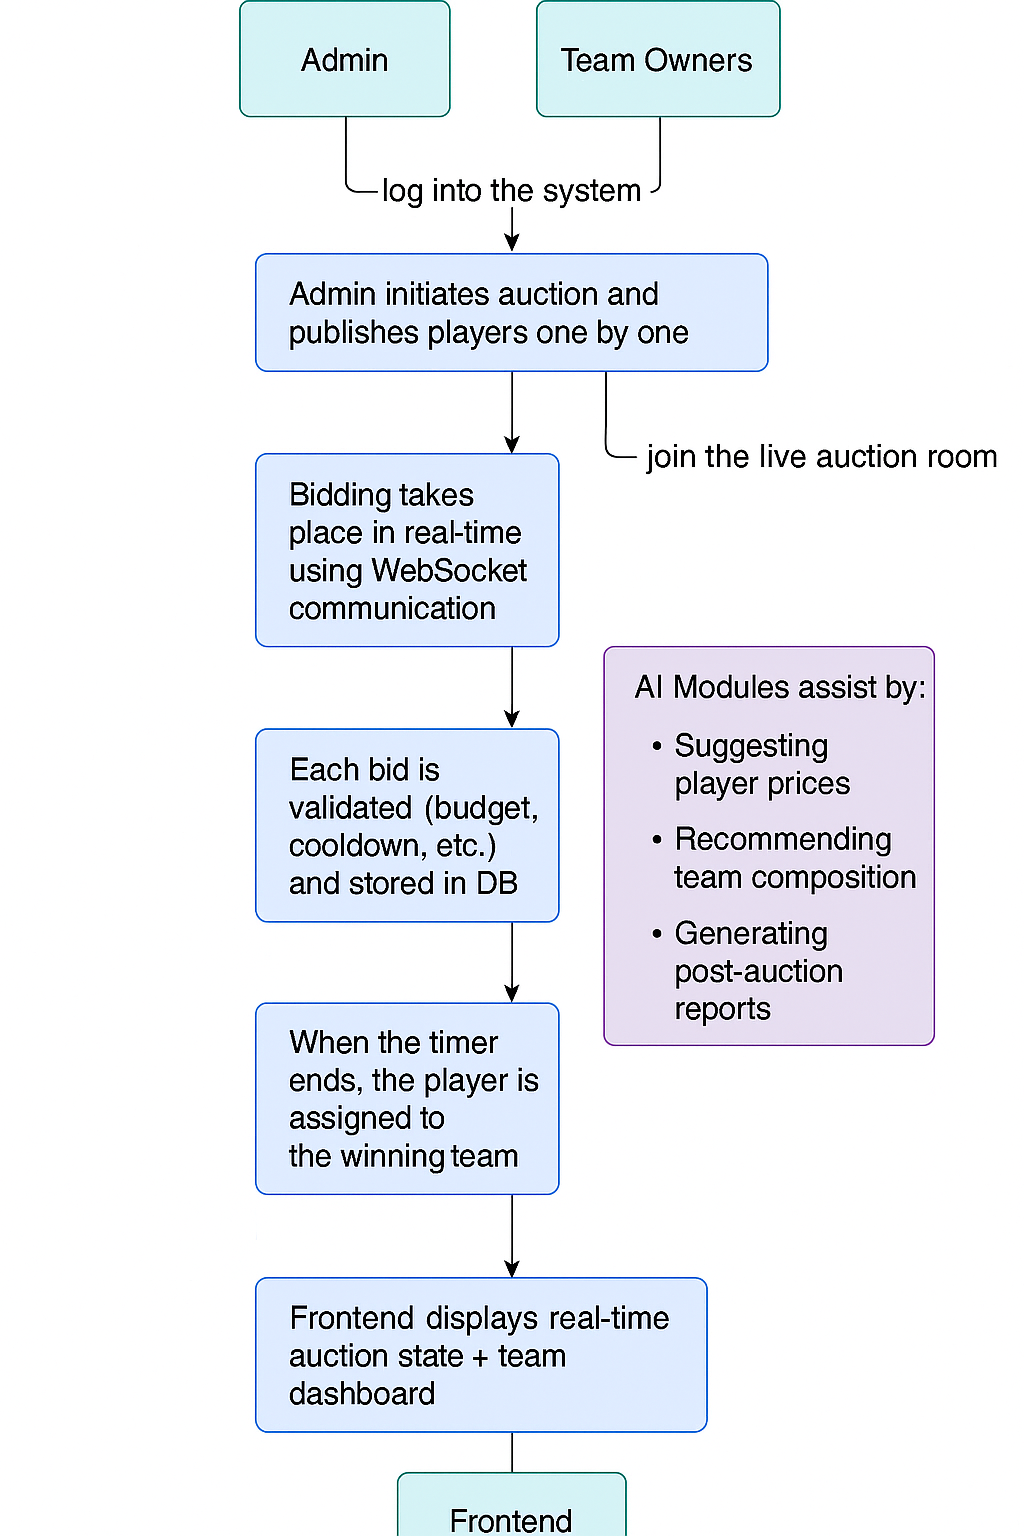 Admin
Team Owners
log into the system
Admin initiates auction and
publishes players one by one
join the live auction room
Bidding takes
place in real-time
using WebSocket
communication
AI Modules assist by:
• Suggesting
player prices
• Recommending
team composition
• Generating
post-auction
reports
Each bid is
validated (budget,
cooldown, etc.)
and stored in DB
When the timer
ends, the player is
assigned to
the winning team
Frontend displays real-time
auction state + team
dashboard
Frontend